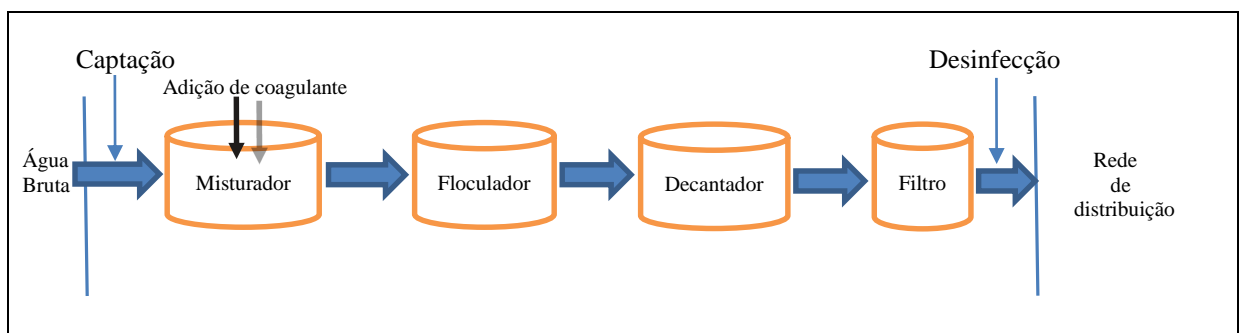 Captação
Desinfecção
Adição de coagulante
Água
Bruta
Misturador
Floculador
Decantador
Filtro
Rede
de
distribuição